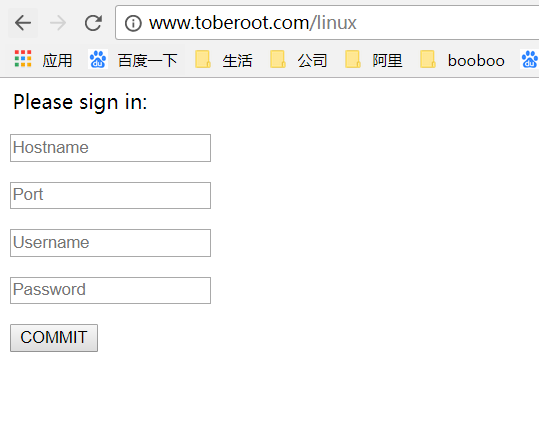 www.toberoot.com/linux
应用 百度一下 生活 公司 阿里 booboo
Please sign in:
Hostname
Port
Username
Password
COMMIT